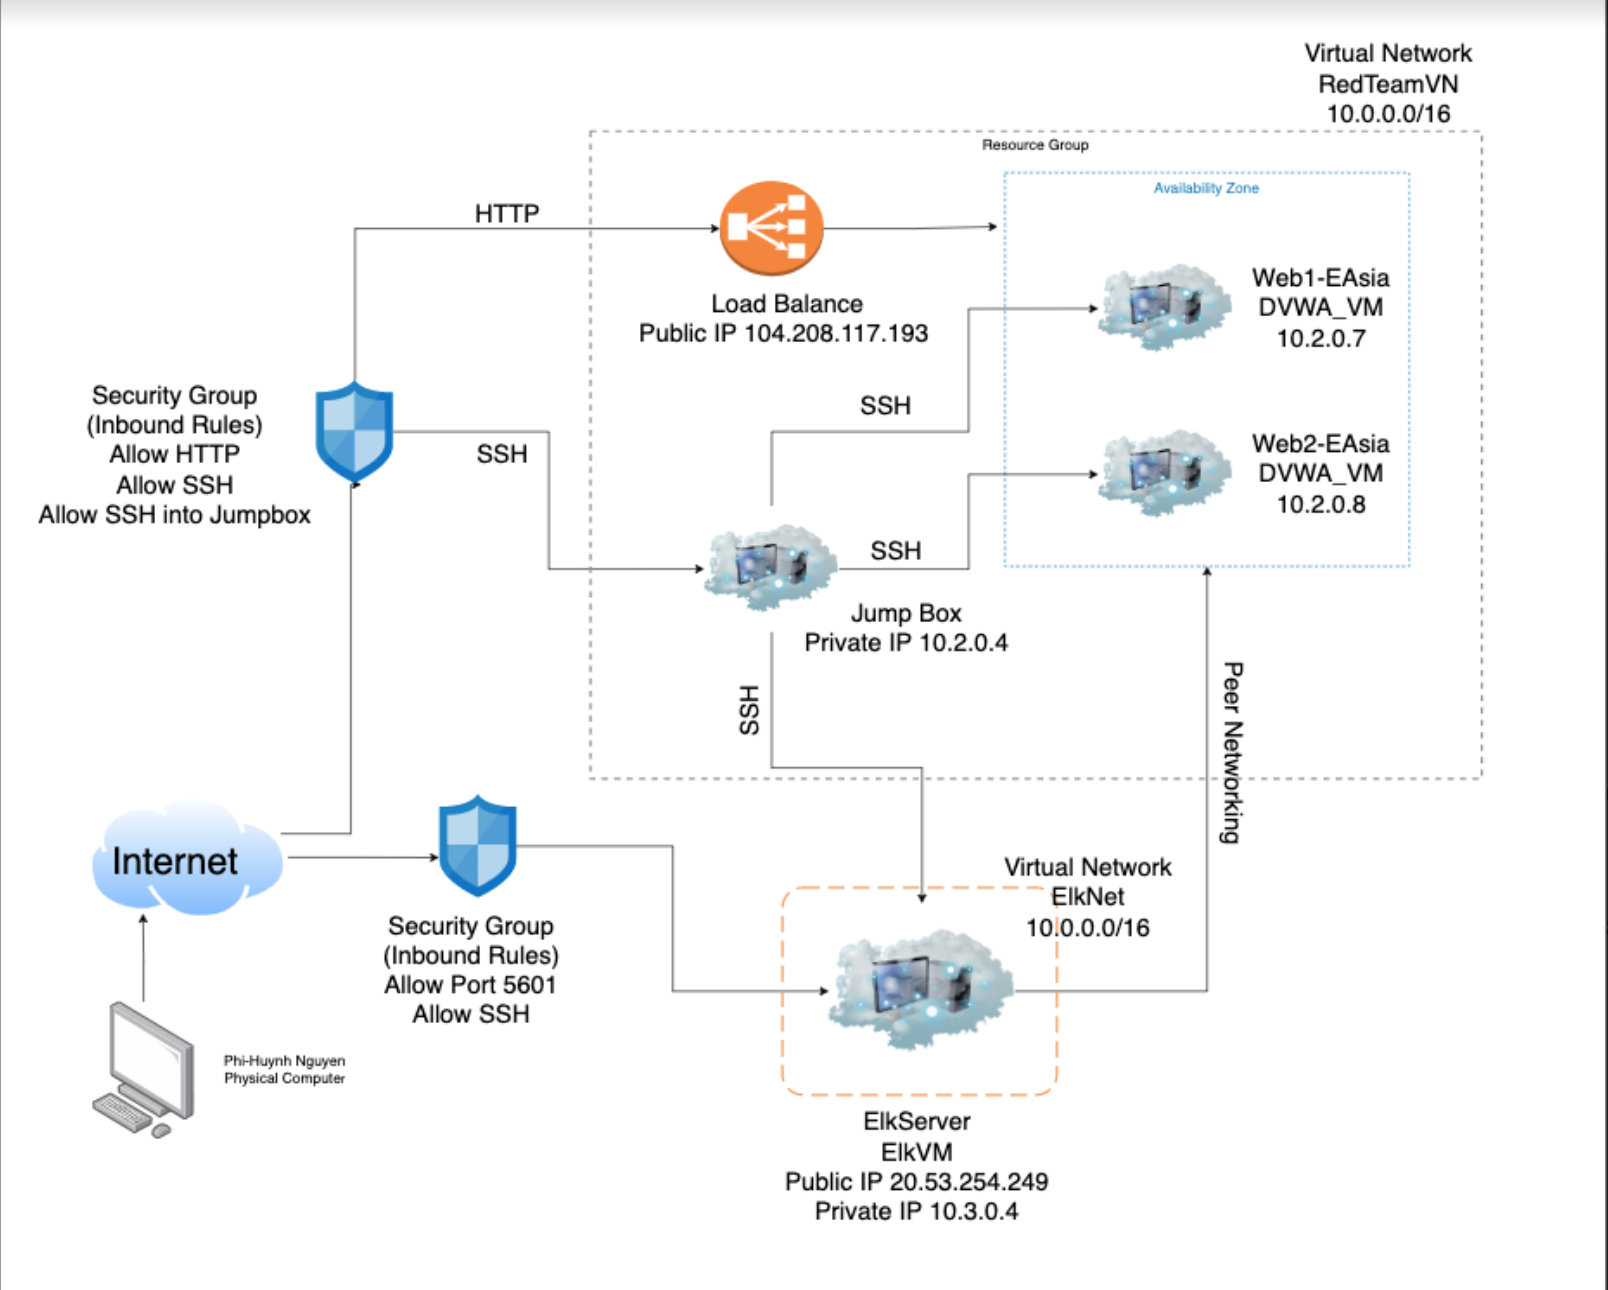 Virtual Network
RedTeamVN
10.0.0.0/16
Resource Group
Availability Zone
HTTP
Load Balance
Public IP 104.208.117.193
Web1-EAsia
DVWA_VM
10.2.0.7
Security Group
(Inbound Rules)
Allow HTTP
Allow SSH
Allow SSH into Jumpbox
SSH
SSH
Web2-EAsia
DVWA_VM
10.2.0.8
SSH
Jump Box
Private IP 10.2.0.4
SSH
Peer Networking
Internet
Security Group
(Inbound Rules)
Allow Port 5601
Allow SSH
Virtual Network
ElkNet
10.0.0.0/16
Phi-Huynh Nguyen
Physical Computer
ElkServer
ElkVM
Public IP 20.53.254.249
Private IP 10.3.0.4